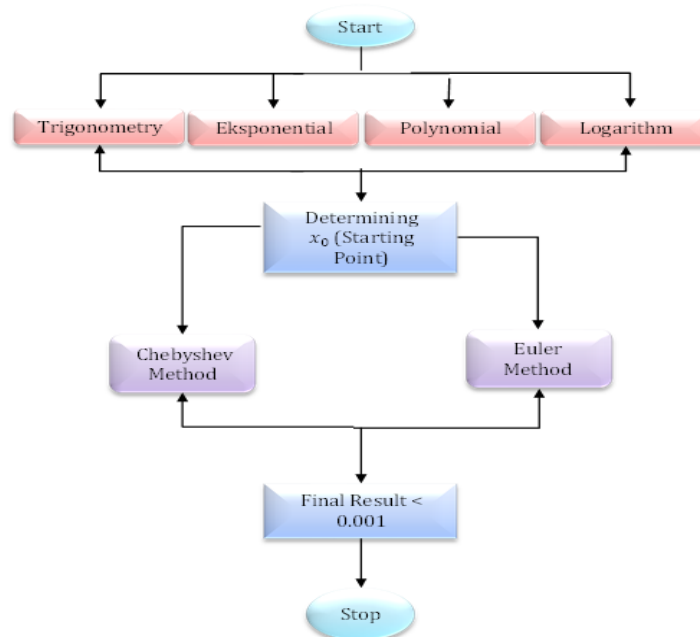 Start
Trigonometry
Eksponential
Polynomial
Logarithm
Determining
x₀ (Starting
Point)
Chebyshev
Method
Euler
Method
Final Result <
0.001
Stop